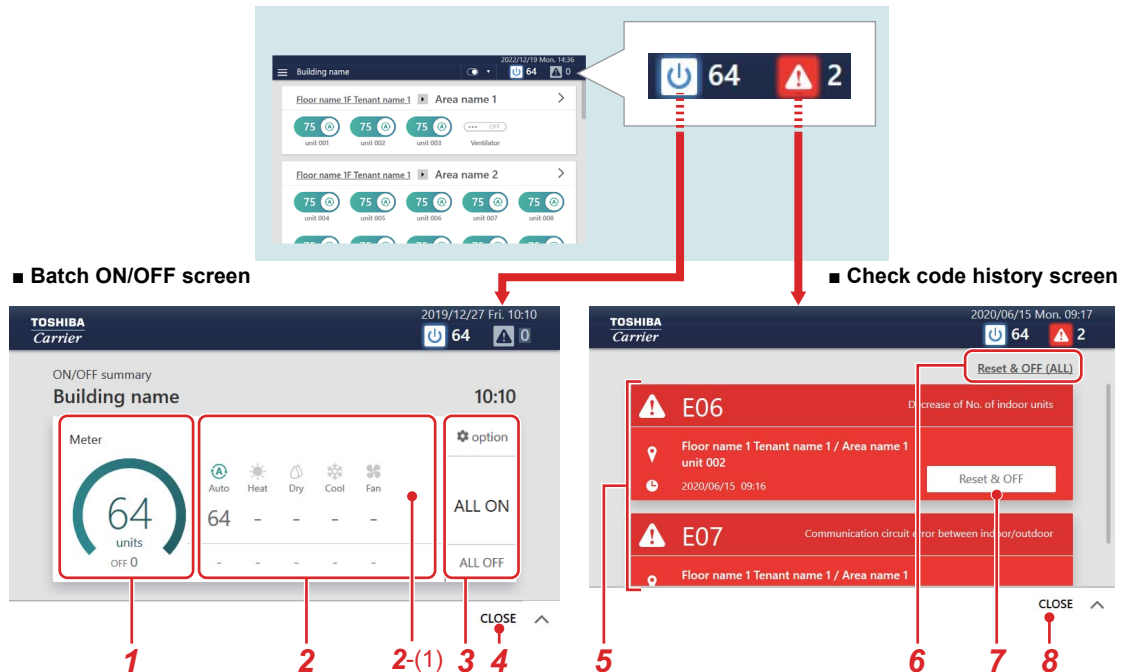 2022/12/19 Mon. 14:36
Building name
64
0
64
2
Floor name 1F Tenant name 1 Area name 1
75 75 75 OFF
unit 001 unit 002 unit 003 Ventilator
Floor name 1F Tenant name 1 Area name 2
75 75 75 75 75
unit 004 unit 005 unit 006 unit 007 unit 008
■ Batch ON/OFF screen
■ Check code history screen
TOSHIBA
Carrier
2019/12/27 Fri. 10:10
64 0
ON/OFF summary
Building name
10:10
Meter
64
units
OFF 0
Auto Heat Dry Cool Fan
64 - - - -
- - - - -
option
ALL ON
ALL OFF
CLOSE
1 2 2-(1) 3 4
TOSHIBA
Carrier
2020/06/15 Mon. 09:17
64 2
Reset & OFF (ALL)
E06
Decrease of No. of indoor units
Floor name 1 Tenant name 1 / Area name 1
unit 002
2020/06/15 09:16
Reset & OFF
E07
Communication circuit error between indoor/outdoor
Floor name 1 Tenant name 1 / Area name 1
CLOSE
5 6 7 8